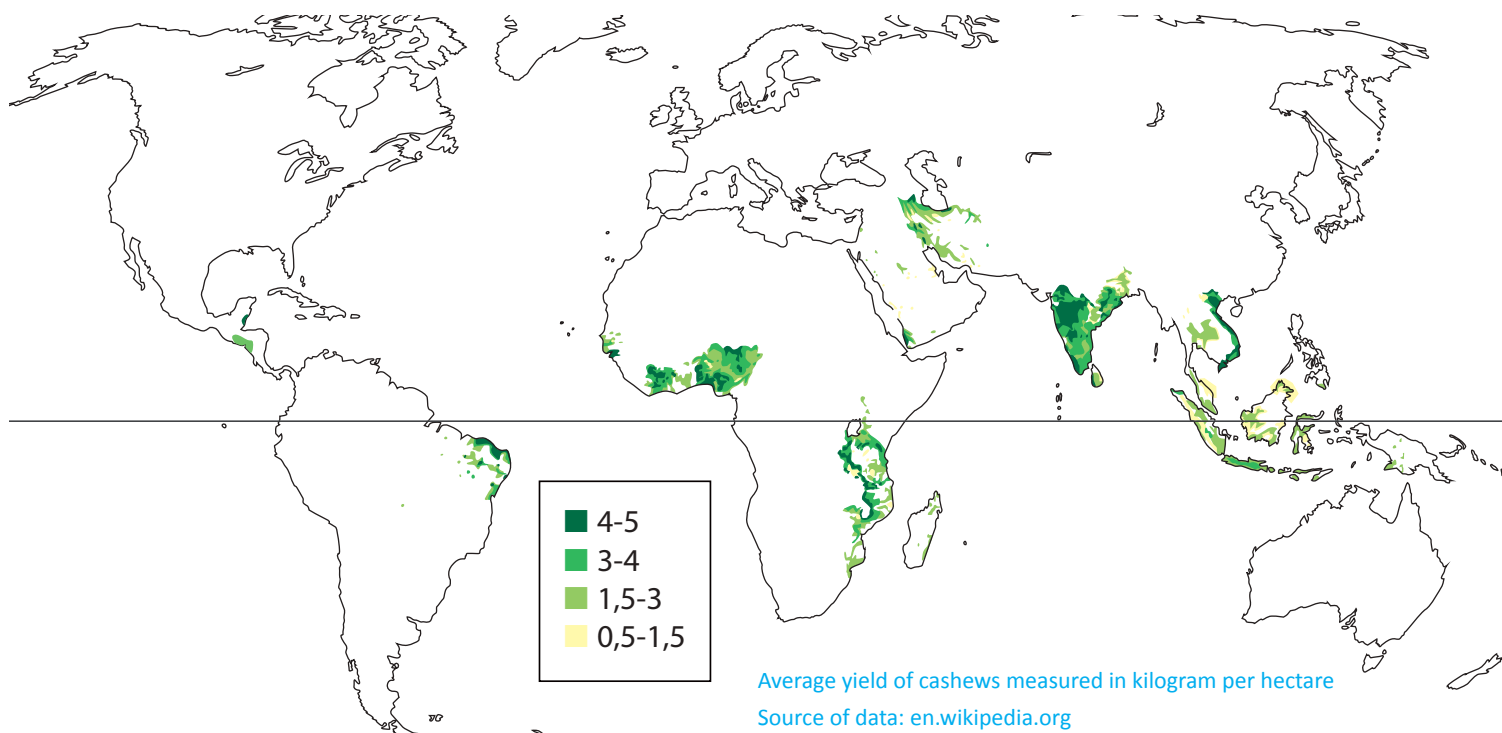 4-5
3-4
1,5-3
0,5-1,5
Average yield of cashews measured in kilogram per hectare
Source of data: en.wikipedia.org